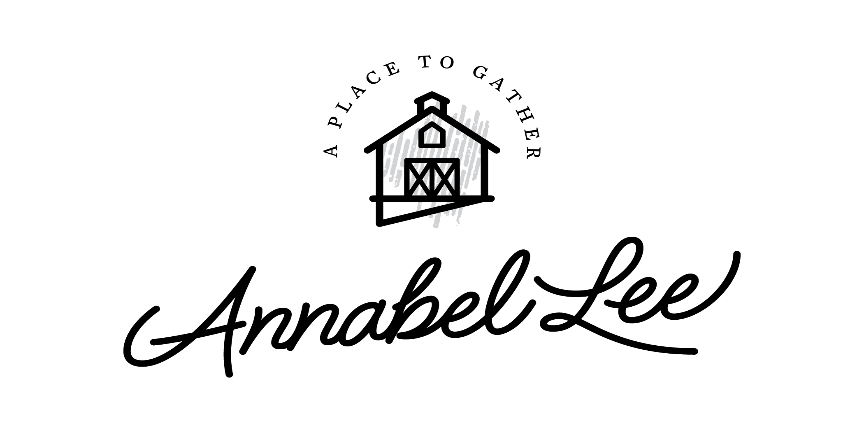 A PLACE TO GATHER
Annabel Lee